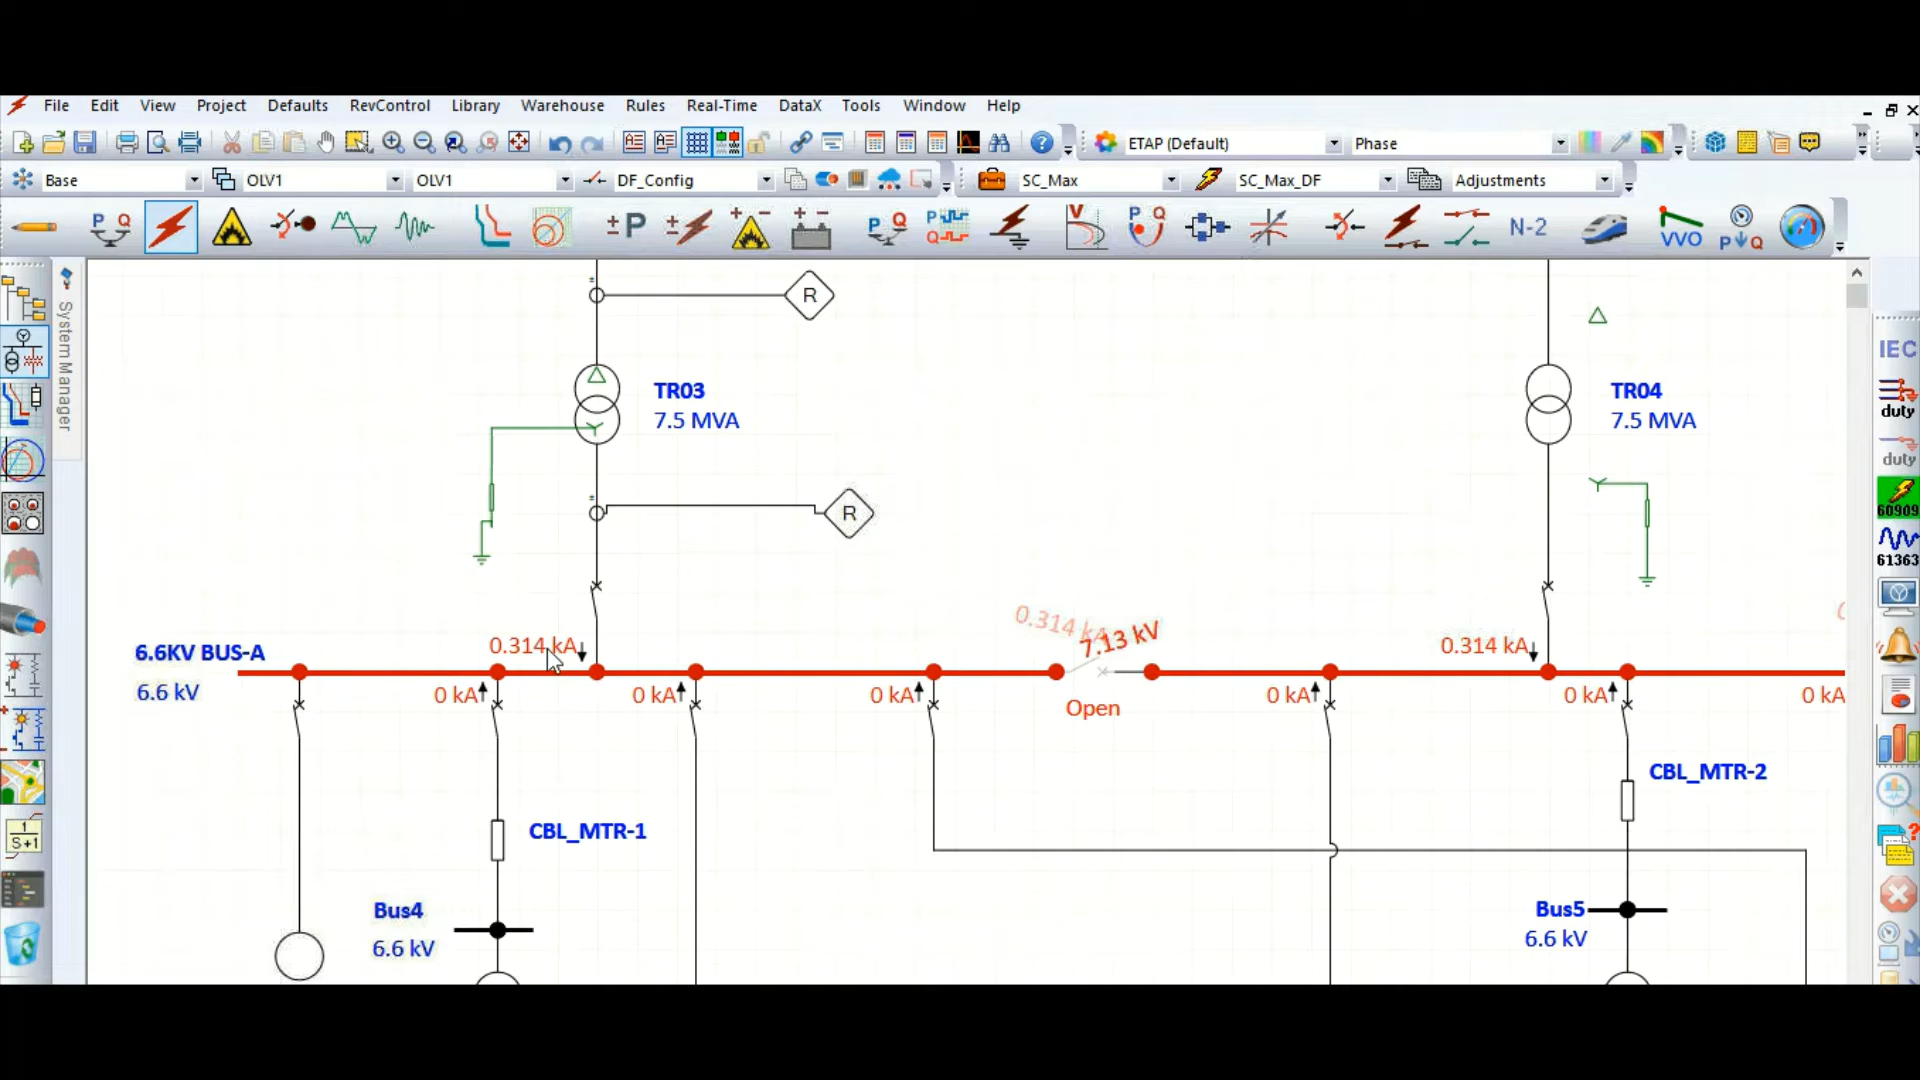 File Edit View Project Defaults RevControl Library Warehouse Rules Real-Time DataX Tools Window Help
ETAP (Default) Phase
Base OLV1 OLV1 DF_Config SC_Max SC_Max_DF Adjustments
P Q ±P V P Q P Q P Q N-2 VVO P Q
System Manager
R
TR03
7.5 MVA
TR04
7.5 MVA
R
IEC
duty
duty
60909
61363
0.314 kA
7.13 kV
6.6KV BUS-A
0.314 kA
0.314 kA
6.6 kV
0 kA
0 kA
0 kA
Open
0 kA
0 kA
0 kA
CBL_MTR-1
CBL_MTR-2
1
S+1
Bus4
6.6 kV
Bus5
6.6 kV